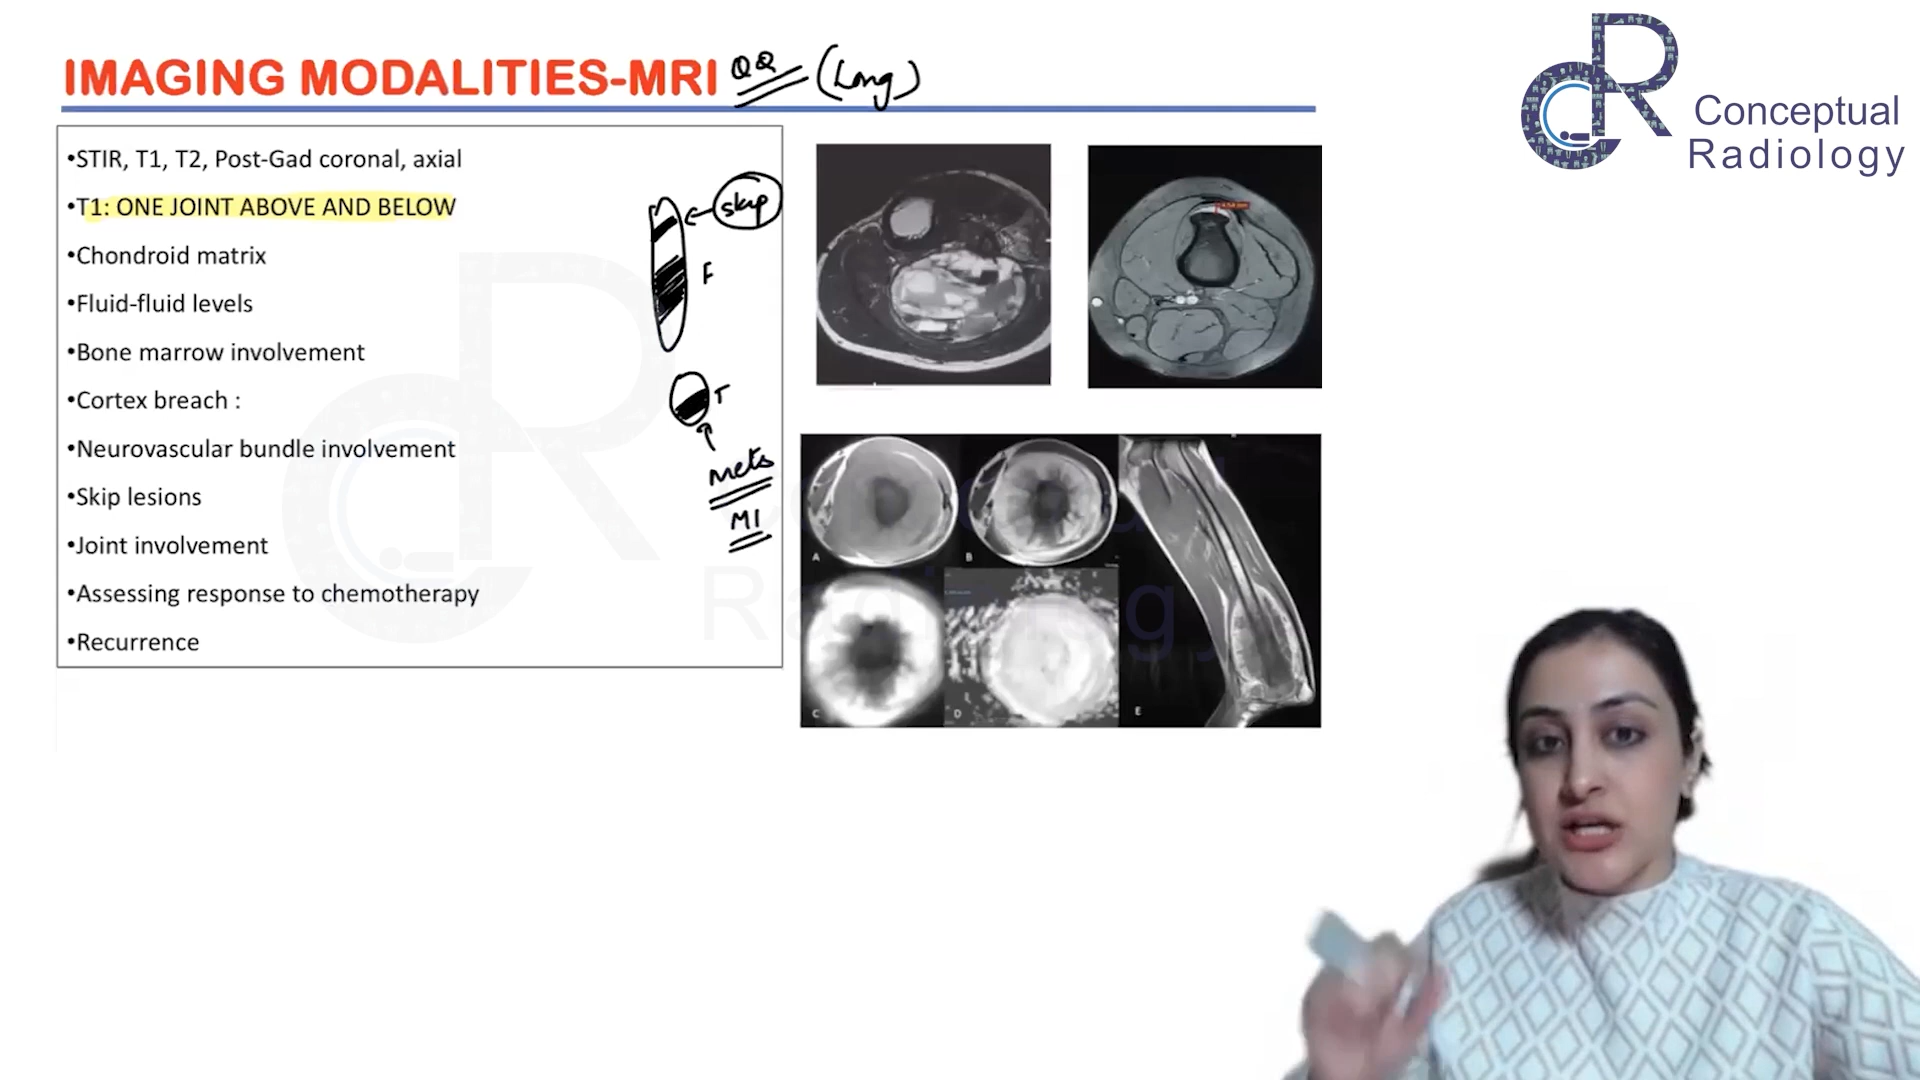 IMAGING MODALITIES-MRI QQ (Long)
Conceptual
Radiology
•STIR, T1, T2, Post-Gad coronal, axial
•T1: ONE JOINT ABOVE AND BELOW
•Chondroid matrix
•Fluid-fluid levels
•Bone marrow involvement
•Cortex breach :
•Neurovascular bundle involvement
•Skip lesions
•Joint involvement
•Assessing response to chemotherapy
•Recurrence
skip
F
T
mets
M1
A
B
C
D
E